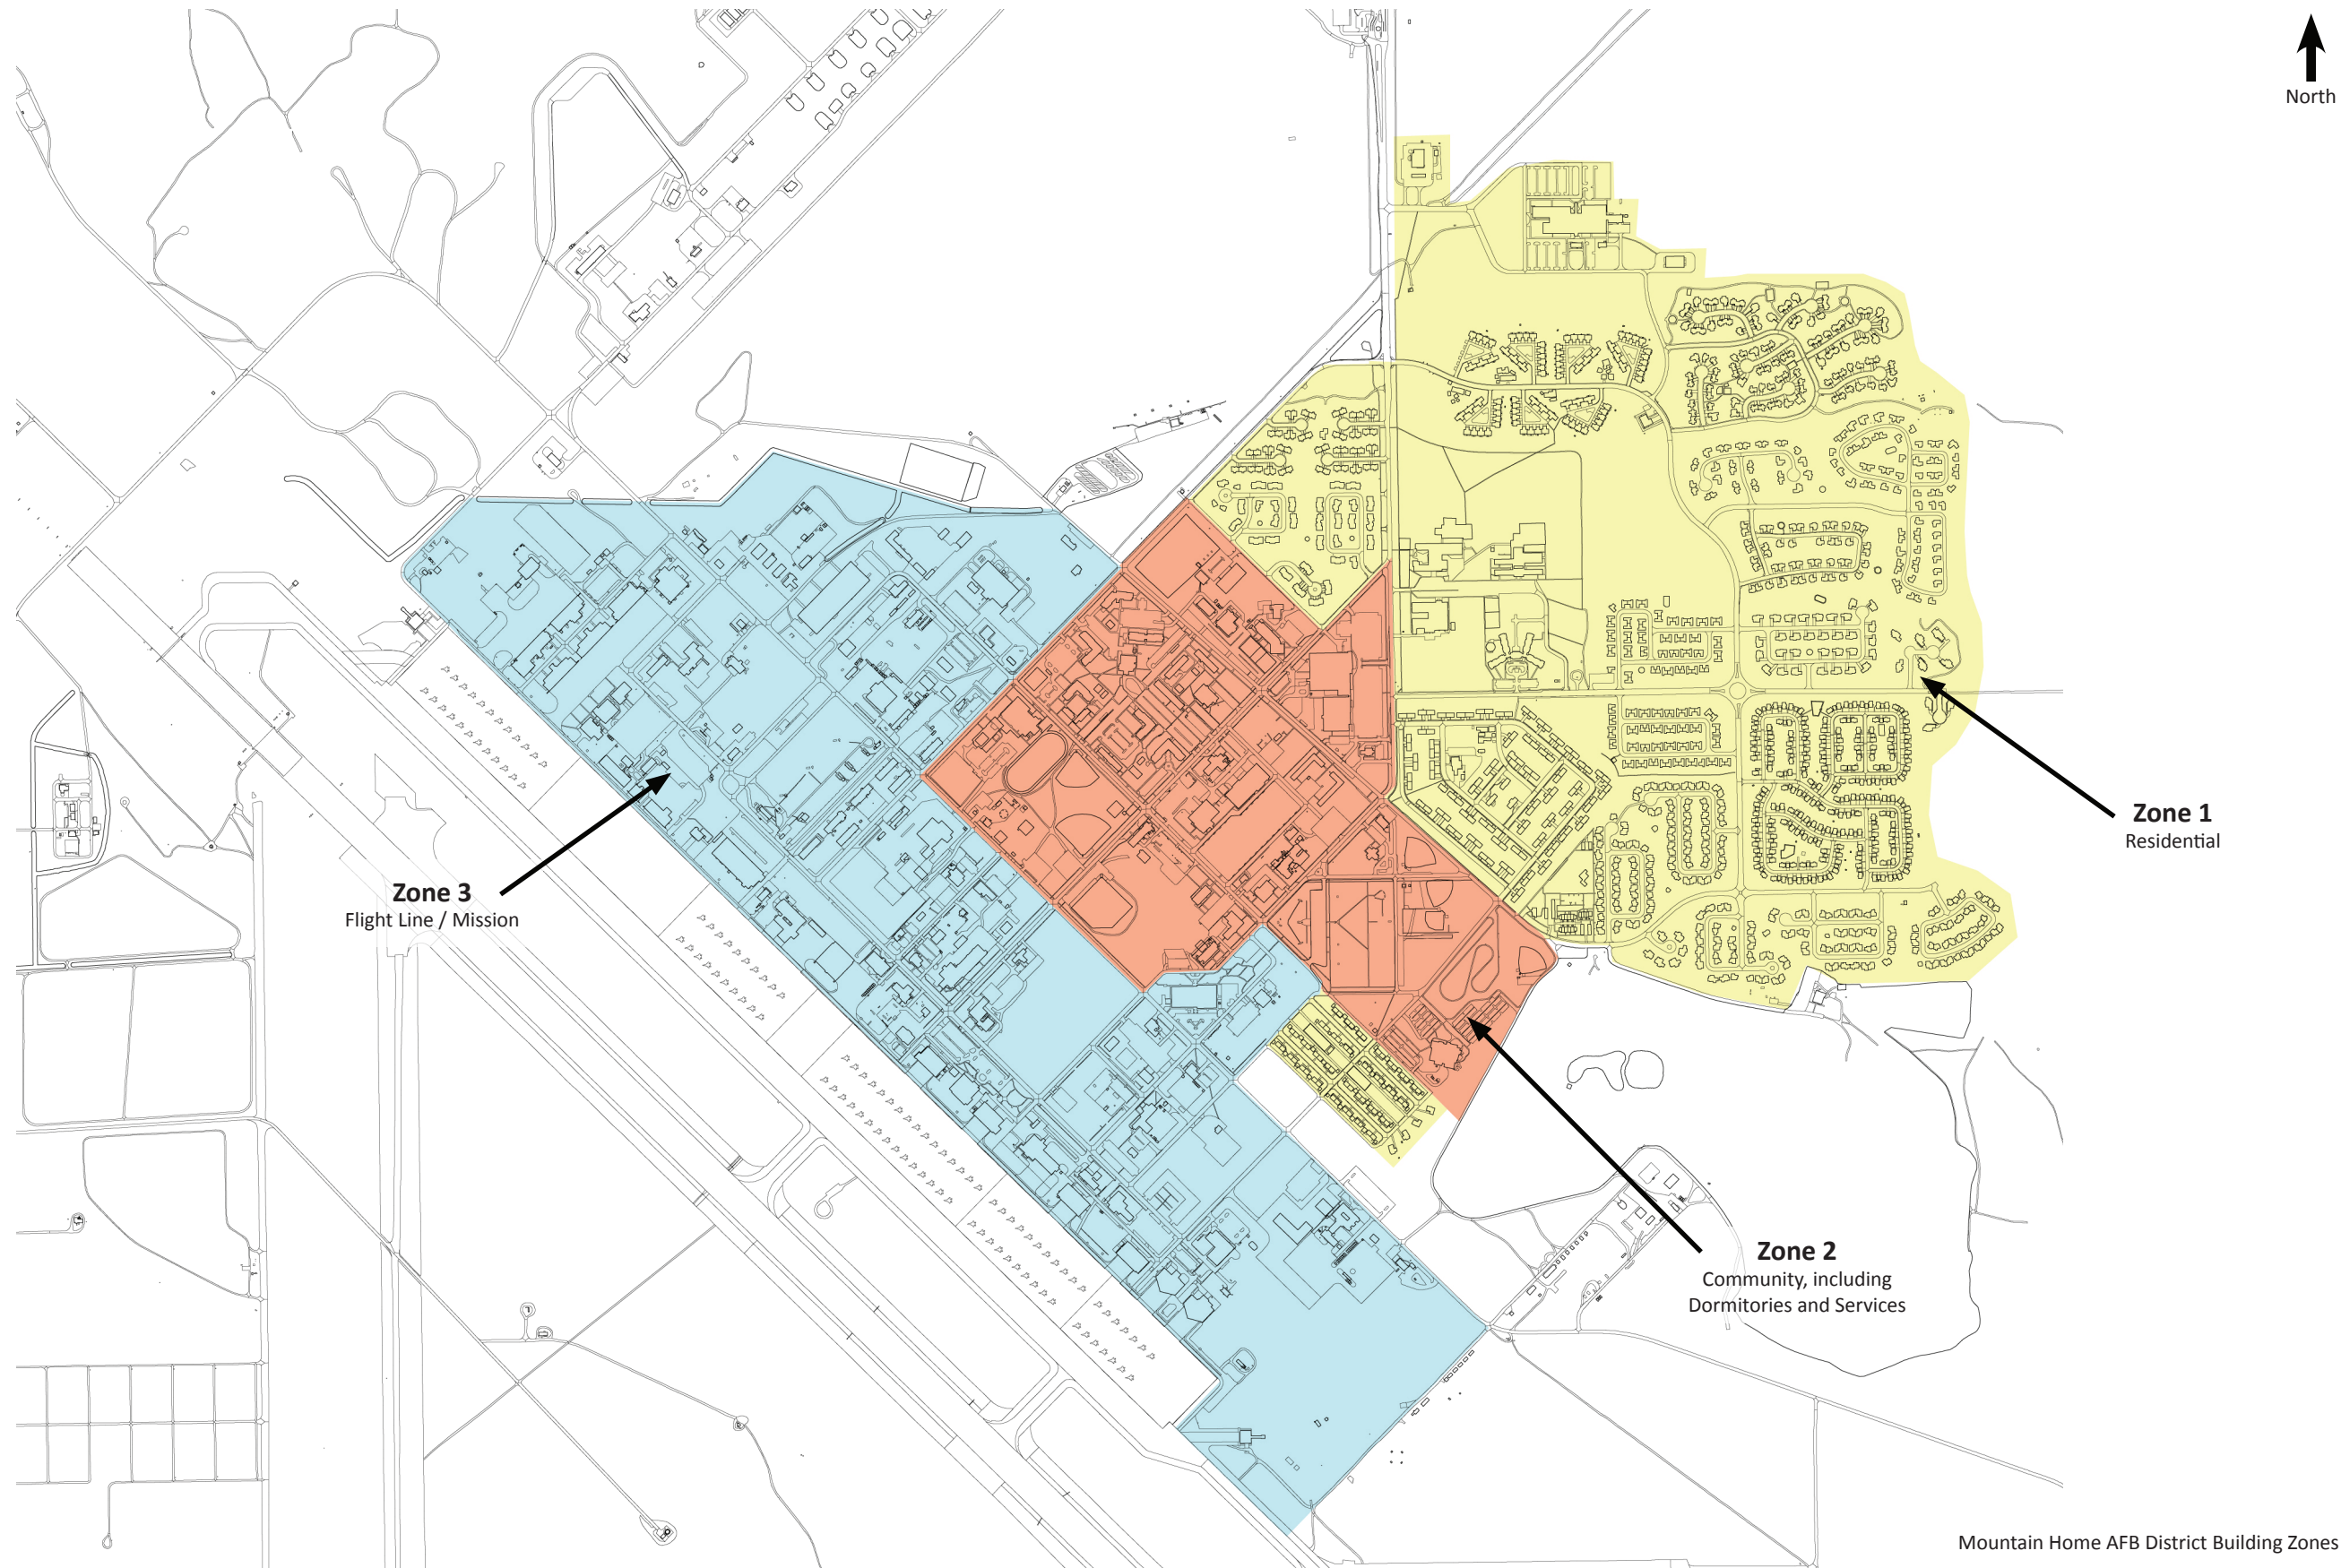 North
Zone 1
Residential
Zone 3
Flight Line / Mission
Zone 2
Community, including
Dormitories and Services
Mountain Home AFB District Building Zones